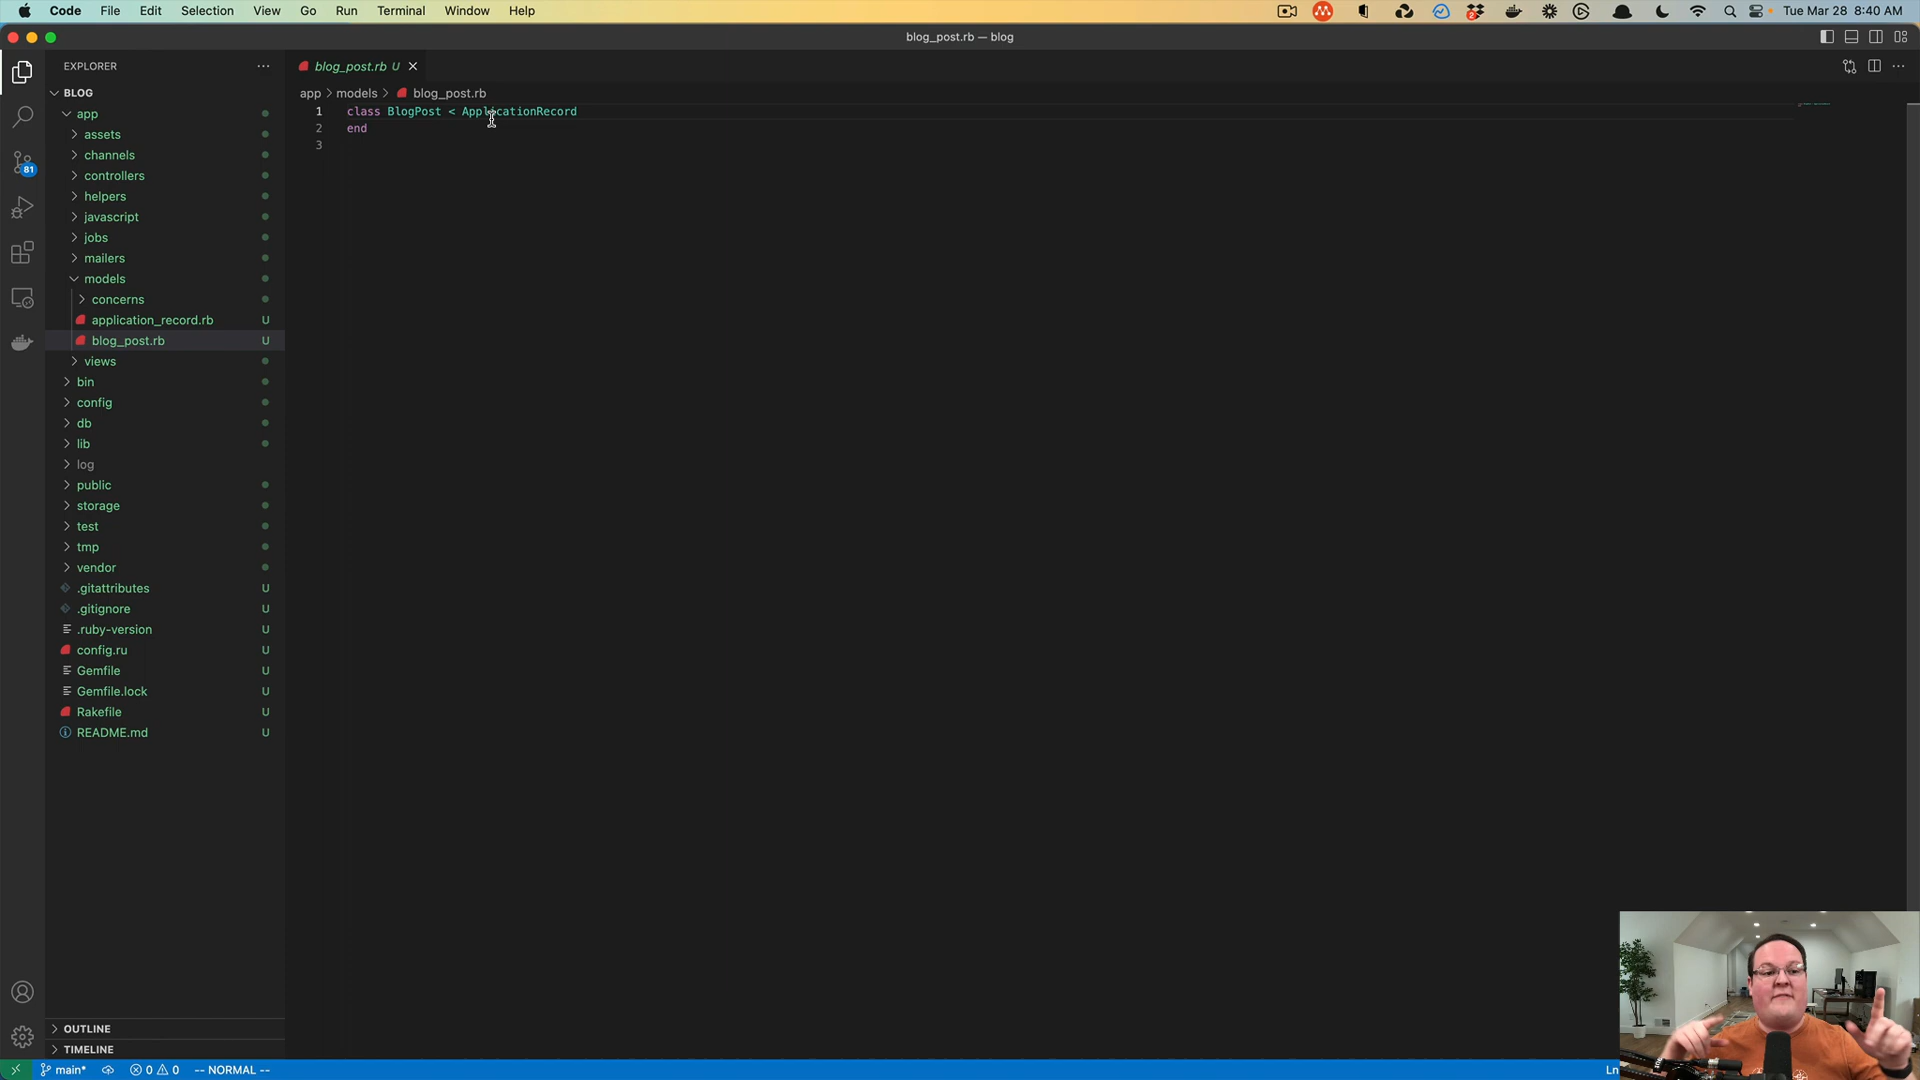 Code File Edit Selection View Go Run Terminal Window Help
2
Tue Mar 28 8:40 AM
blog_post.rb — blog
EXPLORER
blog_post.rb U
BLOG
app > models > blog_post.rb
app
assets
channels
controllers
helpers
javascript
jobs
mailers
models
concerns
application_record.rb U
blog_post.rb U
views
bin
config
db
lib
log
public
storage
test
tmp
vendor
.gitattributes U
.gitignore U
.ruby-version U
config.ru U
Gemfile U
Gemfile.lock U
Rakefile U
README.md U
81
1 class BlogPost < ApplicationRecord
2 end
3
OUTLINE
TIMELINE
main* 0 0 -- NORMAL --
Ln